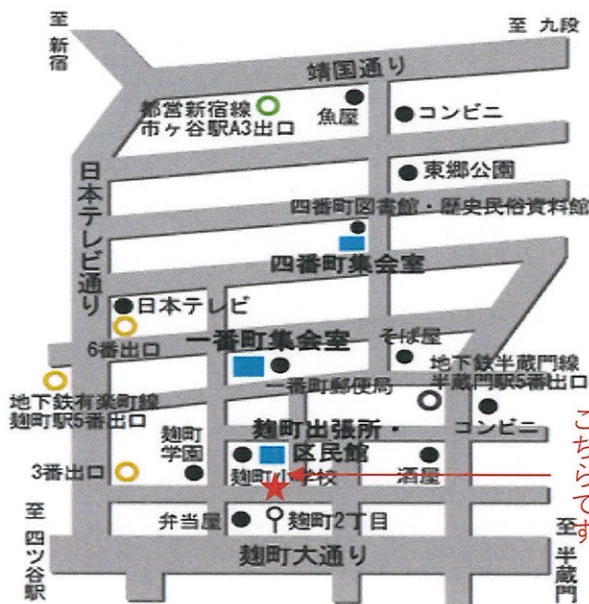 至 新宿
至 九段
靖国通り
都営新宿線
市ヶ谷駅A3出口
魚屋
コンビニ
東郷公園
日本テレビ通り
四番町図書館・歴史民俗資料館
四番町集会室
日本テレビ
6番出口
一番町集会室
そば屋
一番町郵便局
地下鉄半蔵門線
半蔵門駅5番出口
地下鉄有楽町線
麹町駅5番出口
麹町
学園
麹町出張所・
区民館
コンビニ
3番出口
麹町小学校
酒屋
こちらです
弁当屋
麹町2丁目
至 四ツ谷駅
麹町大通り
至 半蔵門